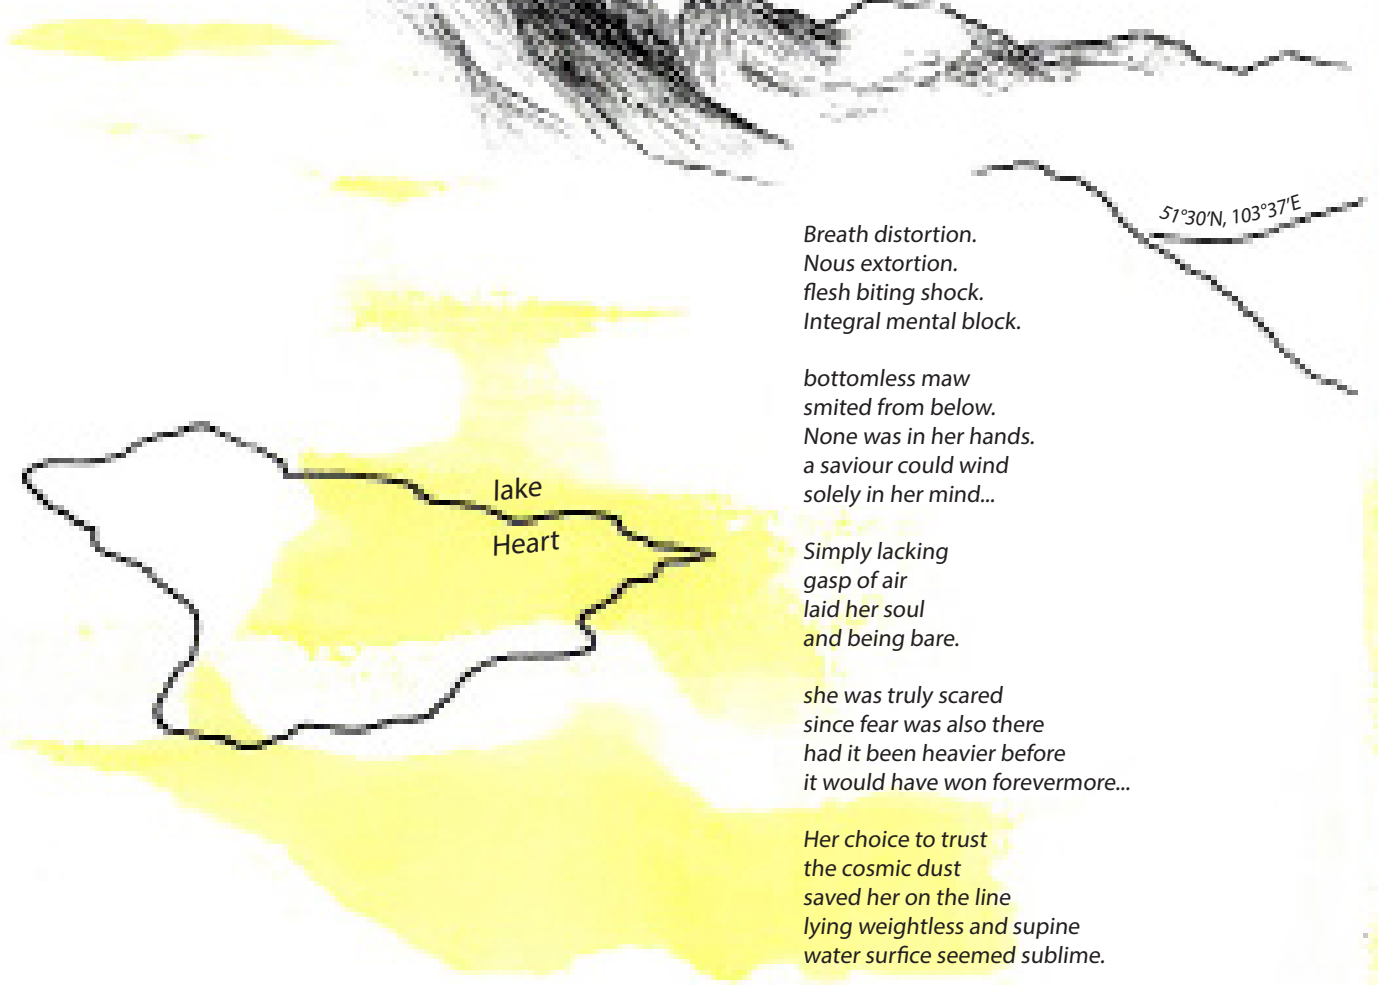 51°30'N, 103°37'E
Breath distortion.
Nous extortion.
flesh biting shock.
Integral mental block.
bottomless maw
smited from below.
None was in her hands.
a saviour could wind
solely in her mind...
lake
Heart
Simply lacking
gasp of air
laid her soul
and being bare.
she was truly scared
since fear was also there
had it been heavier before
it would have won forevermore...
Her choice to trust
the cosmic dust
saved her on the line
lying weightless and supine
water surfice seemed sublime.